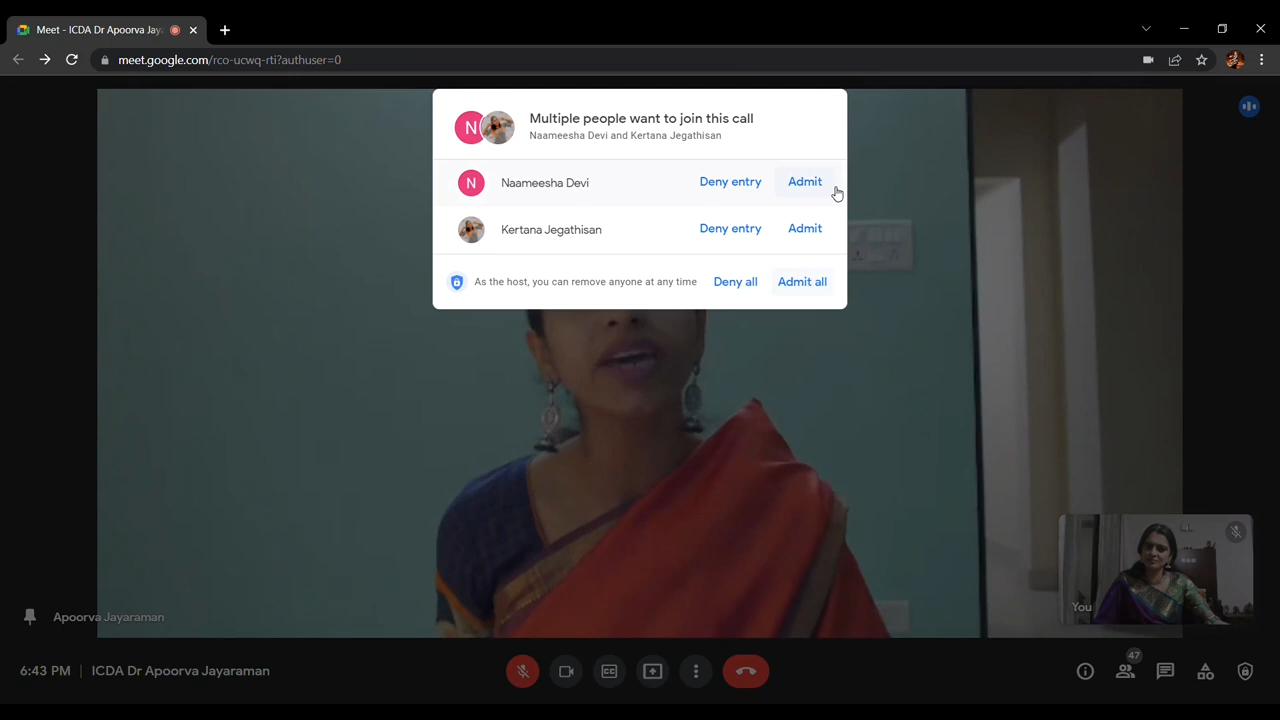 Meet - ICDA Dr Apoorva Jay
meet.google.com/rco-ucwq-rti?authuser=0
N
Multiple people want to join this call
Naameesha Devi and Kertana Jegathisan
N
Naameesha Devi
Deny entry
Admit
Kertana Jegathisan
Deny entry
Admit
As the host, you can remove anyone at any time
Deny all
Admit all
You
Apoorva Jayaraman
6:43 PM | ICDA Dr Apoorva Jayaraman
CC
47